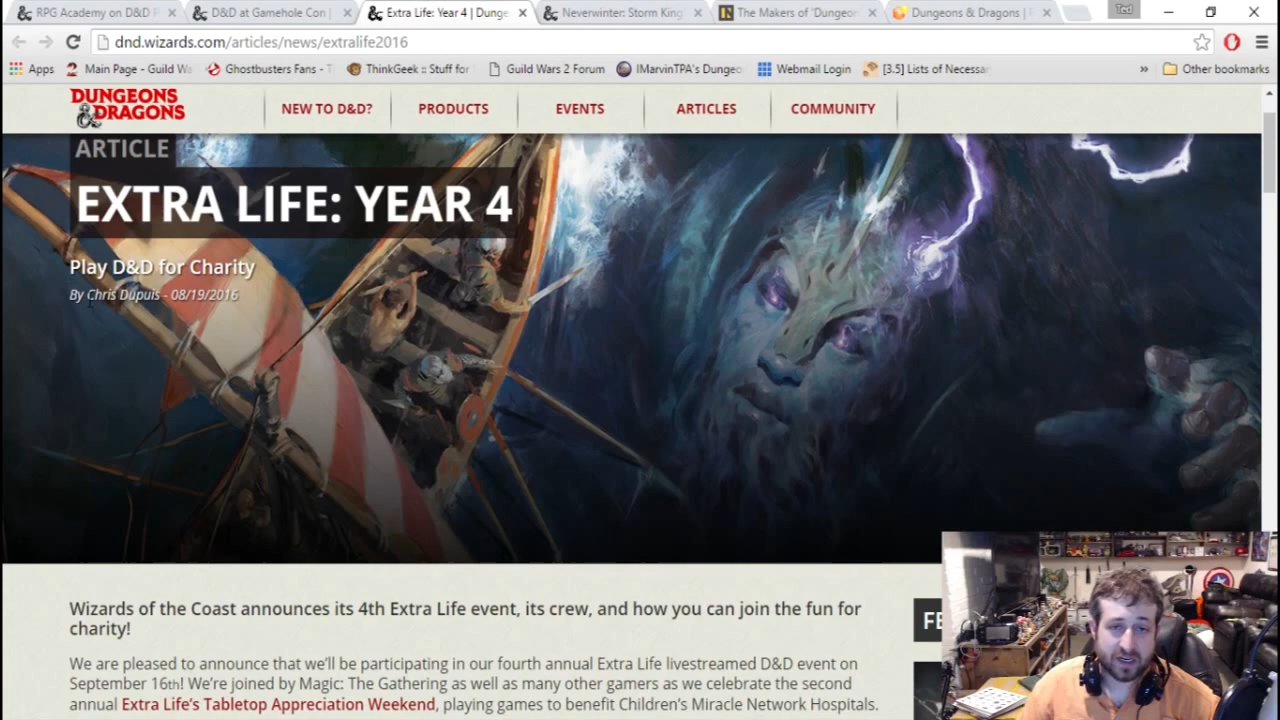 RPG Academy on D&D
D&D at Gamehole Con |
Extra Life: Year 4 | Dunge
Neverwinter: Storm King
The Makers of 'Dungeon
Dungeons & Dragons |
Ted
dnd.wizards.com/articles/news/extralife2016
Apps
Main Page - Guild Wa
Ghostbusters Fans - T
ThinkGeek :: Stuff for
Guild Wars 2 Forum
IMarvinTPA's Dungeo
Webmail Login
[3.5] Lists of Necessar
»
Other bookmarks
DUNGEONS
& DRAGONS
NEW TO D&D?
PRODUCTS
EVENTS
ARTICLES
COMMUNITY
ARTICLE
EXTRA LIFE: YEAR 4
Play D&D for Charity
By Chris Dupuis - 08/19/2016
Wizards of the Coast announces its 4th Extra Life event, its crew, and how you can join the fun for
charity!
FE
We are pleased to announce that we'll be participating in our fourth annual Extra Life livestreamed D&D event on
September 16th! We're joined by Magic: The Gathering as well as many other gamers as we celebrate the second
annual Extra Life's Tabletop Appreciation Weekend, playing games to benefit Children's Miracle Network Hospitals.